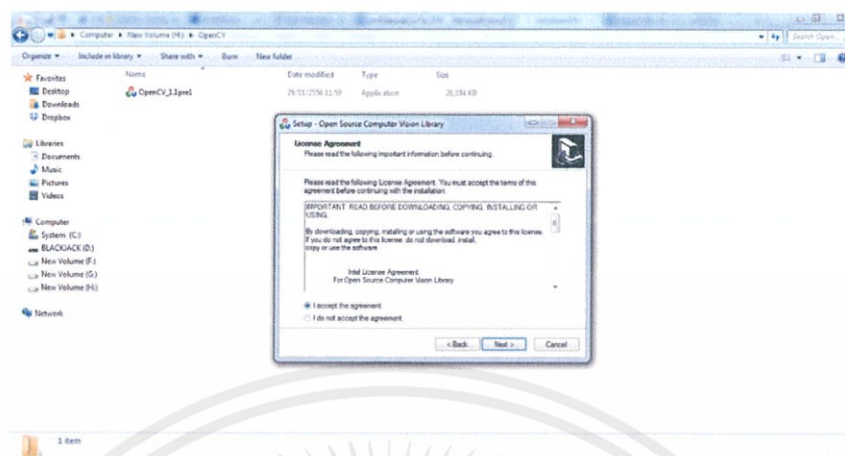 Computer ▸ New Volume (H:) ▸ OpenCV
Search Open...
Organize
Include in library
Share with
Burn
New folder
Name
Date modified
Type
Size
OpenCV_1.1pre1
Application
Favorites
Desktop
Downloads
Dropbox
Libraries
Documents
Music
Pictures
Videos
Computer
System (C:)
BLACKJACK (D:)
New Volume (F:)
New Volume (G:)
New Volume (H:)
Network
1 item
Setup - Open Source Computer Vision Library
License Agreement
Please read the following important information before continuing.
Please read the following License Agreement. You must accept the terms of this
agreement before continuing with the installation.
IMPORTANT: READ BEFORE DOWNLOADING, COPYING, INSTALLING OR
USING.
By downloading, copying, installing or using the software you agree to this license.
If you do not agree to this license, do not download, install,
copy or use the software.
Intel License Agreement
For Open Source Computer Vision Library
I accept the agreement
I do not accept the agreement
< Back
Next >
Cancel